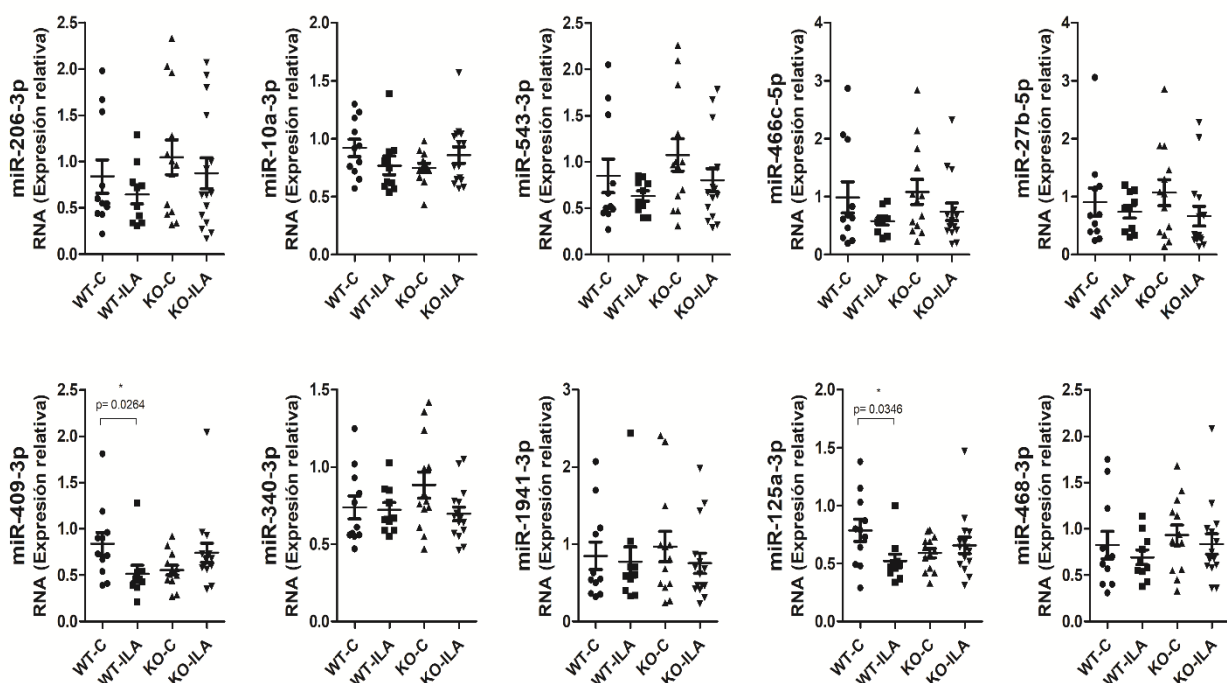 miR-206-3p
RNA (Expresión relativa)
2.5
2.0
1.5
1.0
0.5
0.0
WT-C
WT-ILA
KO-C
KO-ILA
miR-10a-3p
RNA (Expresión relativa)
2.0
1.5
1.0
0.5
0.0
WT-C
WT-ILA
KO-C
KO-ILA
miR-543-3p
RNA (Expresión relativa)
2.5
2.0
1.5
1.0
0.5
0.0
WT-C
WT-ILA
KO-C
KO-ILA
miR-466c-5p
RNA (Expresión relativa)
4
3
2
1
0
WT-C
WT-ILA
KO-C
KO-ILA
miR-27b-5p
RNA (Expresión relativa)
4
3
2
1
0
WT-C
WT-ILA
KO-C
KO-ILA
miR-409-3p
RNA (Expresión relativa)
2.5
2.0
1.5
1.0
0.5
0.0
*
p= 0.0264
WT-C
WT-ILA
KO-C
KO-ILA
miR-340-3p
RNA (Expresión relativa)
1.5
1.0
0.5
0.0
WT-C
WT-ILA
KO-C
KO-ILA
miR-1941-3p
RNA (Expresión relativa)
3
2
1
0
WT-C
WT-ILA
KO-C
KO-ILA
miR-125a-3p
RNA (Expresión relativa)
2.0
1.5
1.0
0.5
0.0
*
p= 0.0346
WT-C
WT-ILA
KO-C
KO-ILA
miR-468-3p
RNA (Expresión relativa)
2.5
2.0
1.5
1.0
0.5
0.0
WT-C
WT-ILA
KO-C
KO-ILA